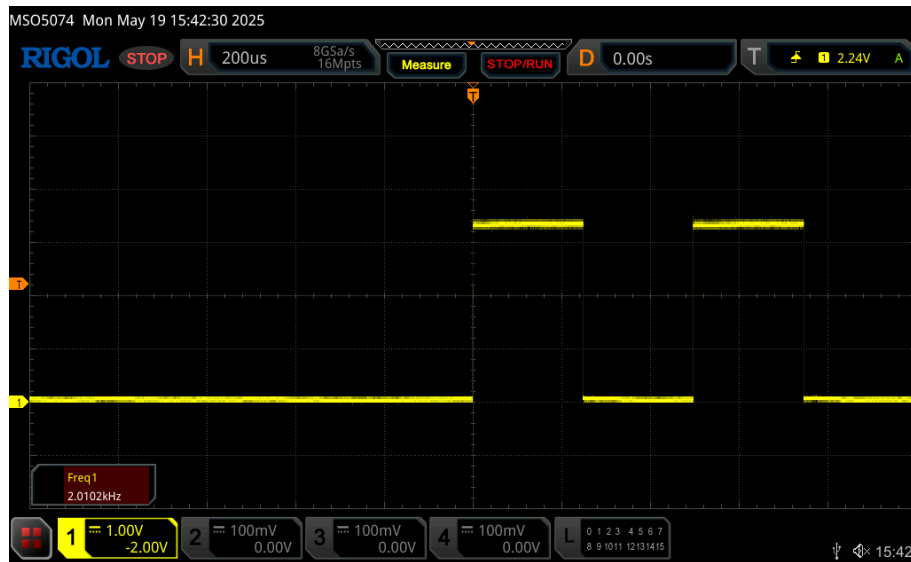 MSO5074 Mon May 19 15:42:30 2025
RIGOL STOP H 200us 8GSa/s 16Mpts Measure STOP/RUN D 0.00s T 1 2.24V A
T
T
1
Freq1
2.0102kHz
1 1.00V -2.00V 2 100mV 0.00V 3 100mV 0.00V 4 100mV 0.00V L 0 1 2 3 4 5 6 7
8 9 10 11 12 13 14 15
15:42